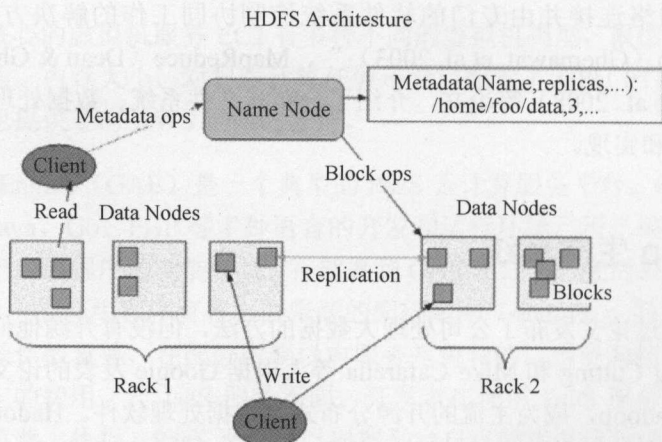 HDFS Architecture
Metadata(Name,replicas,...):
/home/foo/data,3,...
Name Node
Metadata ops
Client
Block ops
Read
Data Nodes
Data Nodes
Replication
Blocks
Rack 1
Write
Rack 2
Client